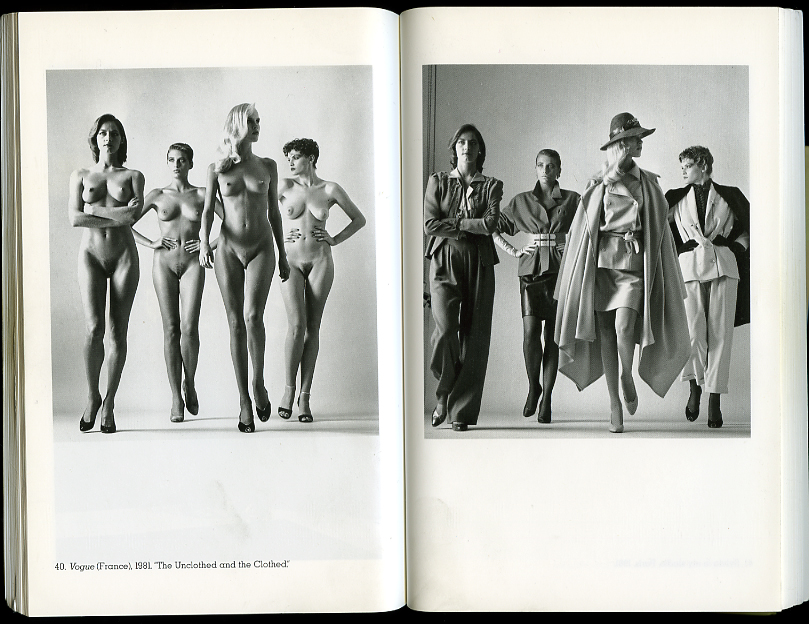 40. Vogue (France), 1981. "The Unclothed and the Clothed."